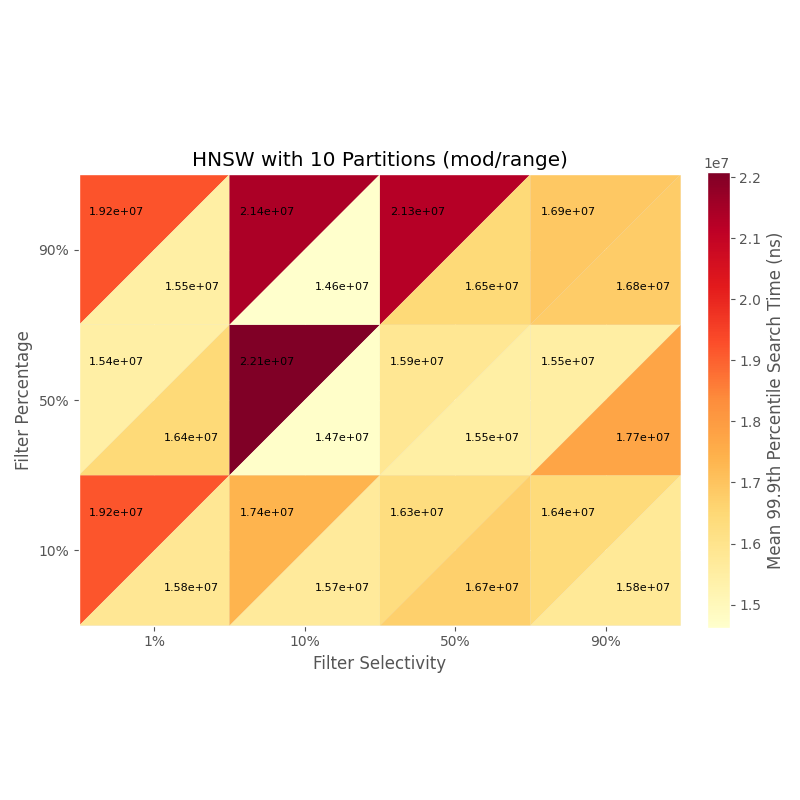 HNSW with 10 Partitions (mod/range)
1e7
1.92e+07
2.14e+07
2.13e+07
1.69e+07
90%
1.55e+07
1.46e+07
1.65e+07
1.68e+07
1.54e+07
2.21e+07
1.59e+07
1.55e+07
50%
1.64e+07
1.47e+07
1.55e+07
1.77e+07
1.92e+07
1.74e+07
1.63e+07
1.64e+07
10%
1.58e+07
1.57e+07
1.67e+07
1.58e+07
1%
10%
50%
90%
Filter Selectivity
Filter Percentage
2.2
2.1
2.0
1.9
1.8
1.7
1.6
1.5
Mean 99.9th Percentile Search Time (ns)